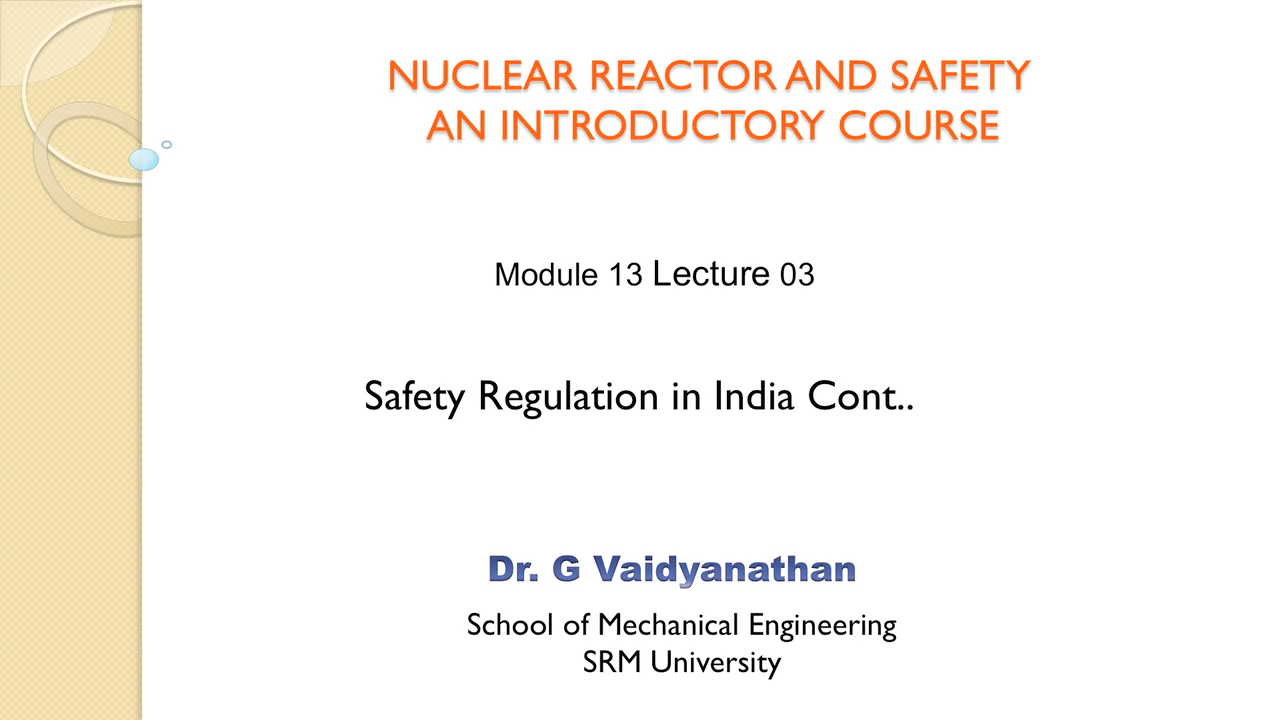 NUCLEAR REACTOR AND SAFETY
AN INTRODUCTORY COURSE
Module 13 Lecture 03
Safety Regulation in India Cont..
Dr. G Vaidyanathan
School of Mechanical Engineering
SRM University